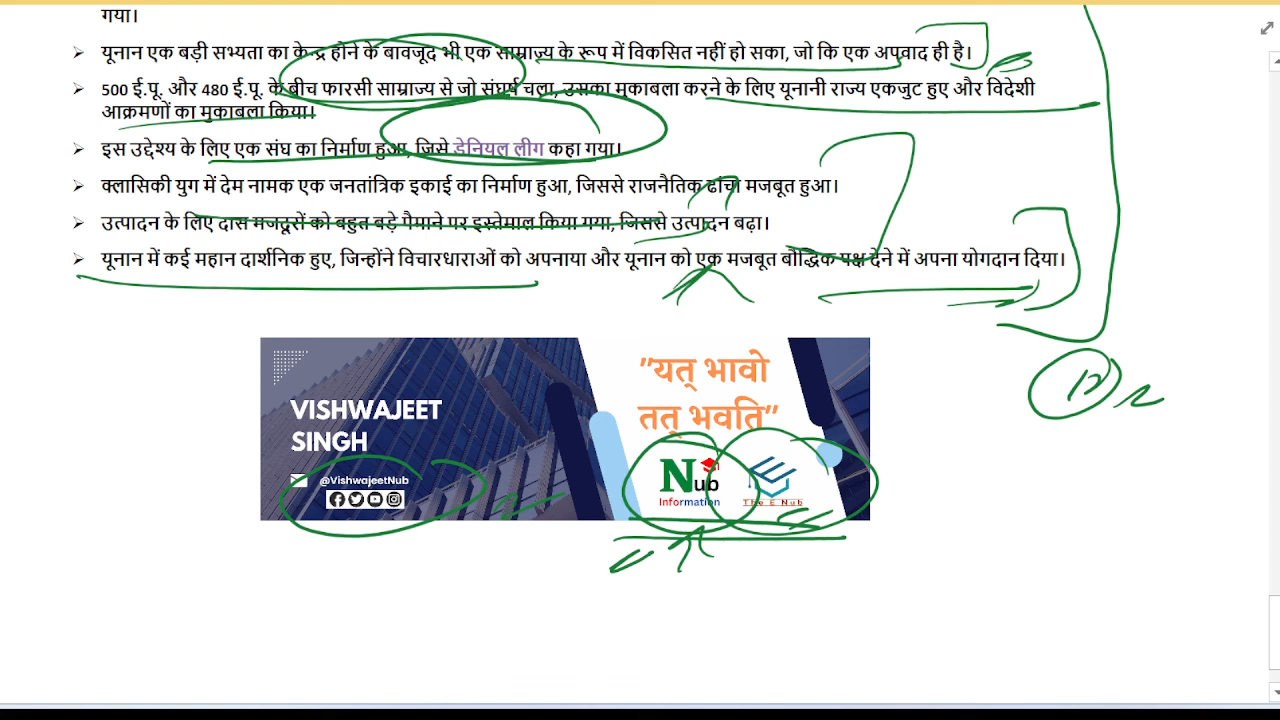 गया।
➢ यूनान एक बड़ी सभ्यता का केन्द्र होने के बावजूद भी एक साम्राज्य के रूप में विकसित नहीं हो सका, जो कि एक अपवाद ही है।
➢ 500 ई.पू. और 480 ई.पू. के बीच फारसी साम्राज्य से जो संघर्ष चला, उसका मुकाबला करने के लिए यूनानी राज्य एकजुट हुए और विदेशी
आक्रमणों का मुकाबला किया।
➢ इस उद्देश्य के लिए एक संघ का निर्माण हुआ, जिसे डेनियल लीग कहा गया।
➢ क्लासिकी युग में देम नामक एक जनतांत्रिक इकाई का निर्माण हुआ, जिससे राजनैतिक ढांचा मजबूत हुआ।
➢ उत्पादन के लिए दास मजदूरों को बहुत बड़े पैमाने पर इस्तेमाल किया गया, जिससे उत्पादन बढ़ा।
➢ यूनान में कई महान दार्शनिक हुए, जिन्होंने विचारधाराओं को अपनाया और यूनान को एक मजबूत बौद्धिक पक्ष देने में अपना योगदान दिया।
VISHWAJEET
SINGH
@VishwajeetNub
"यत् भावो
तत् भवति"
Nub
Information
The E Nub